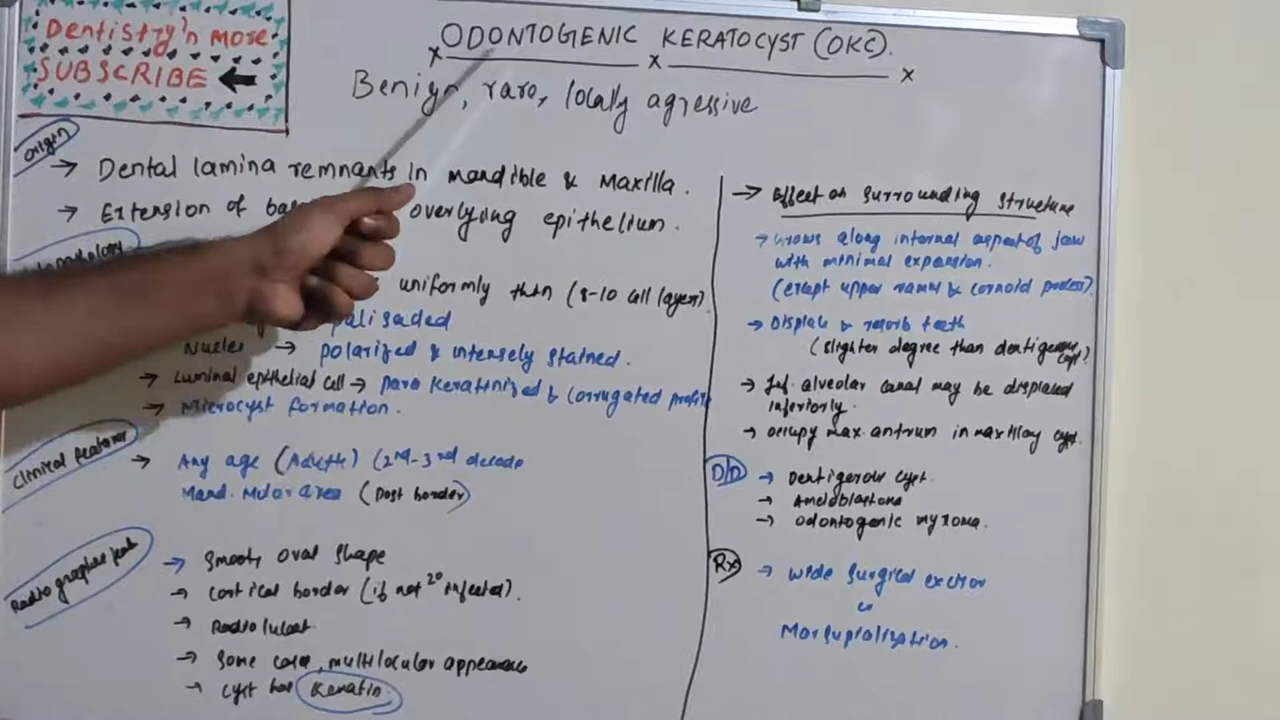 Dentistry'n more
SUBSCRIBE
ODONTOGENIC KERATOCYST (OKC).
Benign, rare, locally agressive
Origin
→ Dental lamina remnants in mandible & Maxilla.
→ Extension of overlying epithelium.
uniformly thin (8-10 cell layer)
palisaded
Nuclei → polarized & intensely stained.
→ Luminal epithelial cell → para keratinized & corrugated profile
→ Microcyst formation.
Clinical features
→ Any age (Adults) (2nd-3rd decade
Mand. Molar area (post border)
Radiographic feat
→ Smooth, oval shape
→ Cortical border (if not 2° infected).
→ Radiolucent.
→ Some case, multilocular appearance
→ Cyst has Keratin.
→ Effect on surrounding structure
→ Grows along internal aspect of jaw
with minimal expansion.
(except upper ramus & cornoid process)
→ Displace & resorb teeth
(slighter degree than dentigerous cyst)
→ Inf. alveolar canal may be displaced
inferiorly.
→ occupy max. antrum in maxillay cyst.
D/D
→ Dentigerous cyst.
→ Ameloblastoma
→ Odontogenic myxoma.
Rx
→ wide surgical
or
Marsupialization.